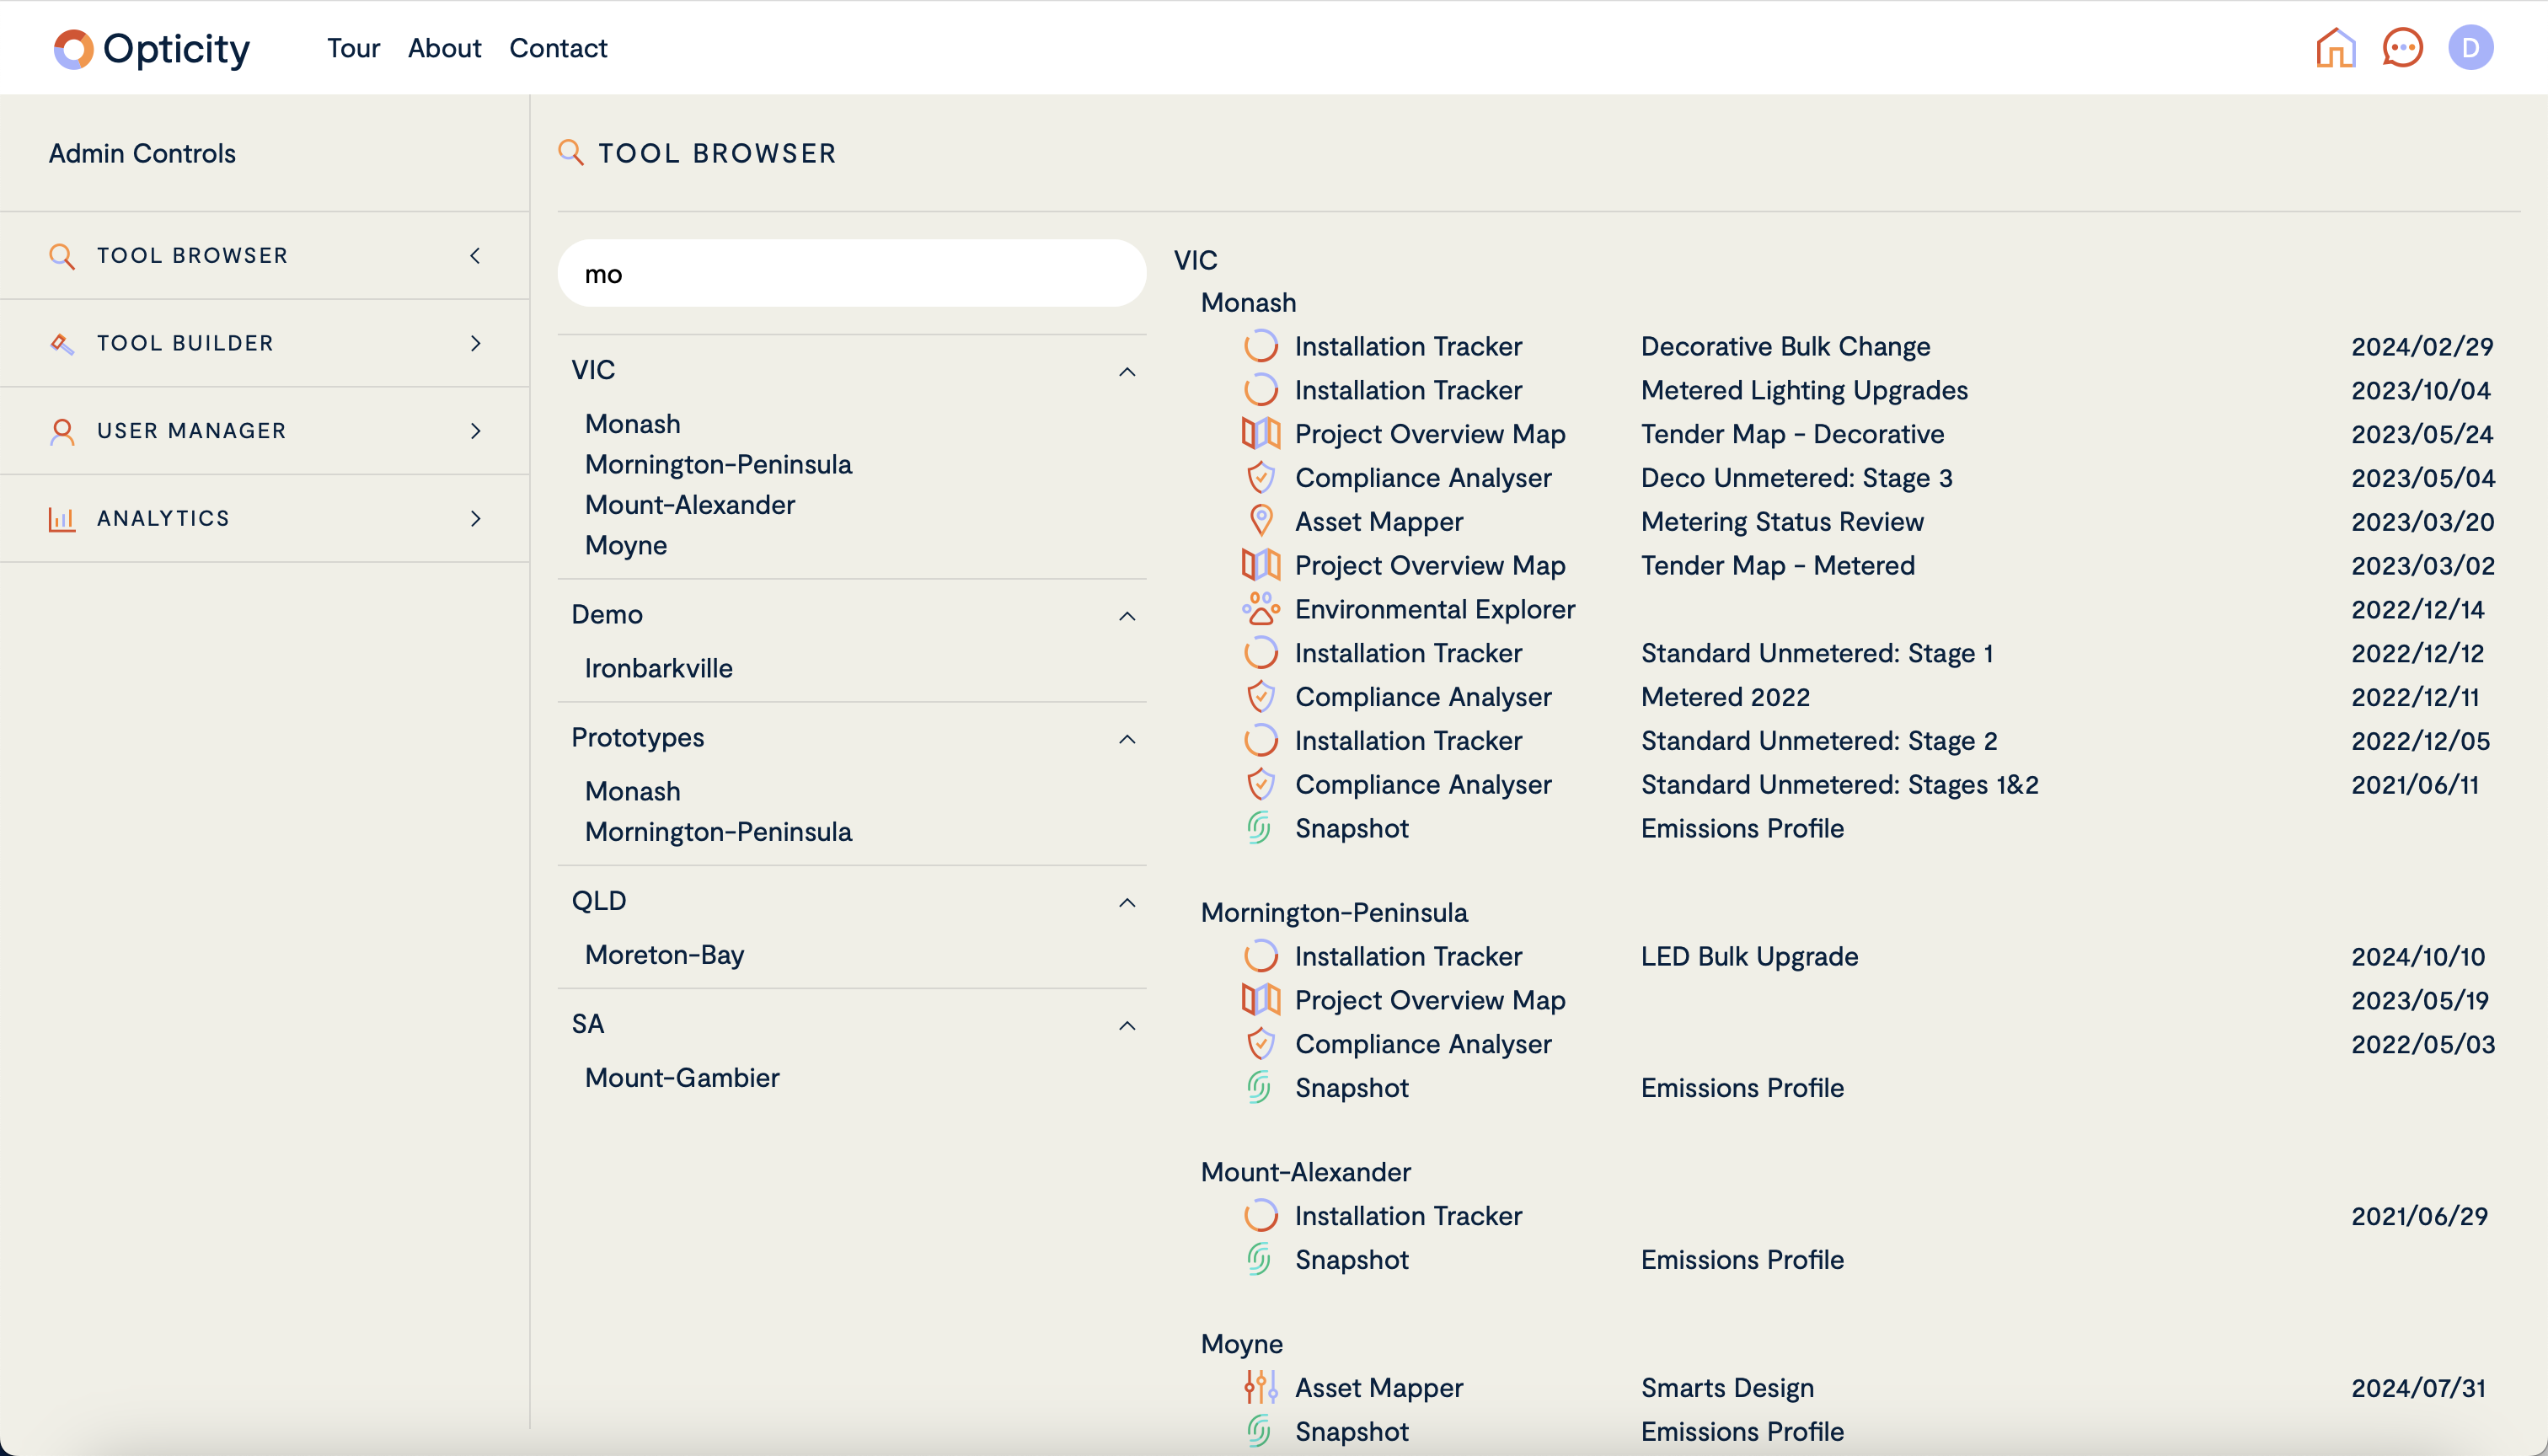 Opticity
Tour
About
Contact
D
Admin Controls
TOOL BROWSER
TOOL BUILDER
USER MANAGER
ANALYTICS
TOOL BROWSER
mo
VIC
Monash
Mornington-Peninsula
Mount-Alexander
Moyne
Demo
Ironbarkville
Prototypes
Monash
Mornington-Peninsula
QLD
Moreton-Bay
SA
Mount-Gambier
VIC
Monash
Installation Tracker Decorative Bulk Change 2024/02/29
Installation Tracker Metered Lighting Upgrades 2023/10/04
Project Overview Map Tender Map - Decorative 2023/05/24
Compliance Analyser Deco Unmetered: Stage 3 2023/05/04
Asset Mapper Metering Status Review 2023/03/20
Project Overview Map Tender Map - Metered 2023/03/02
Environmental Explorer 2022/12/14
Installation Tracker Standard Unmetered: Stage 1 2022/12/12
Compliance Analyser Metered 2022 2022/12/11
Installation Tracker Standard Unmetered: Stage 2 2022/12/05
Compliance Analyser Standard Unmetered: Stages 1&2 2021/06/11
Snapshot Emissions Profile
Mornington-Peninsula
Installation Tracker LED Bulk Upgrade 2024/10/10
Project Overview Map 2023/05/19
Compliance Analyser 2022/05/03
Snapshot Emissions Profile
Mount-Alexander
Installation Tracker 2021/06/29
Snapshot Emissions Profile
Moyne
Asset Mapper Smarts Design 2024/07/31
Snapshot Emissions Profile